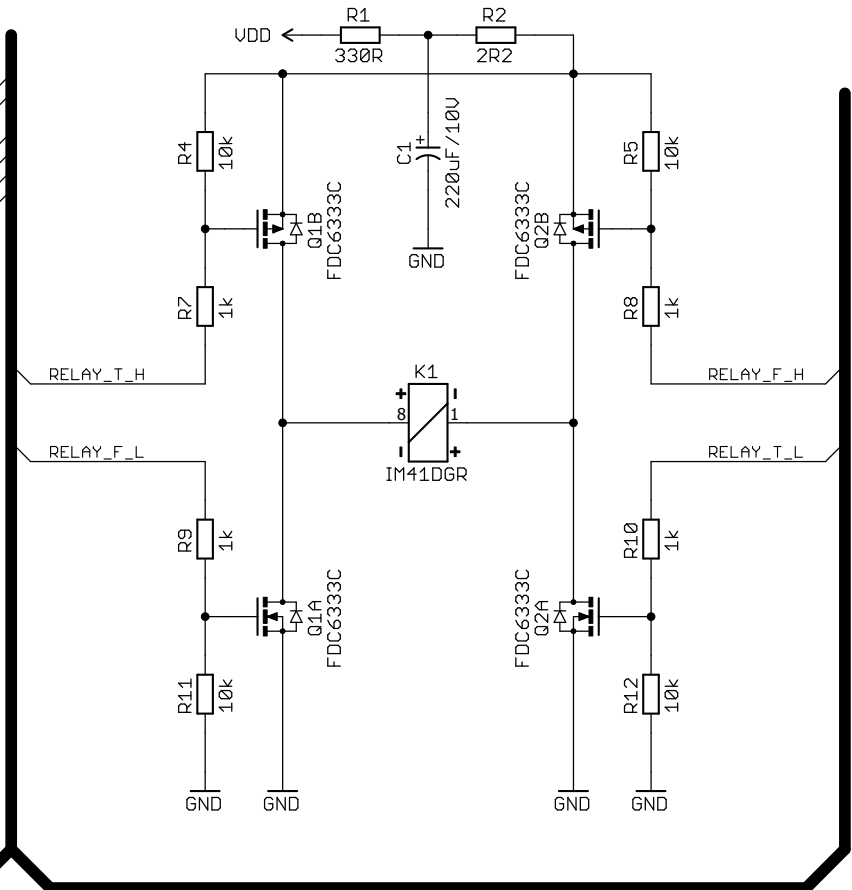 R1
R2
VDD
330R
2R2
R4
10k
C1
+
220uF/10V
R5
10k
Q1B
FDC6333C
FDC6333C
Q2B
GND
R7
1k
R8
1k
RELAY_T_H
K1
RELAY_F_H
+
-
8
1
-
+
RELAY_F_L
IM41DGR
RELAY_T_L
R9
1k
R10
1k
Q1A
FDC6333C
FDC6333C
Q2A
R11
10k
R12
10k
GND
GND
GND
GND